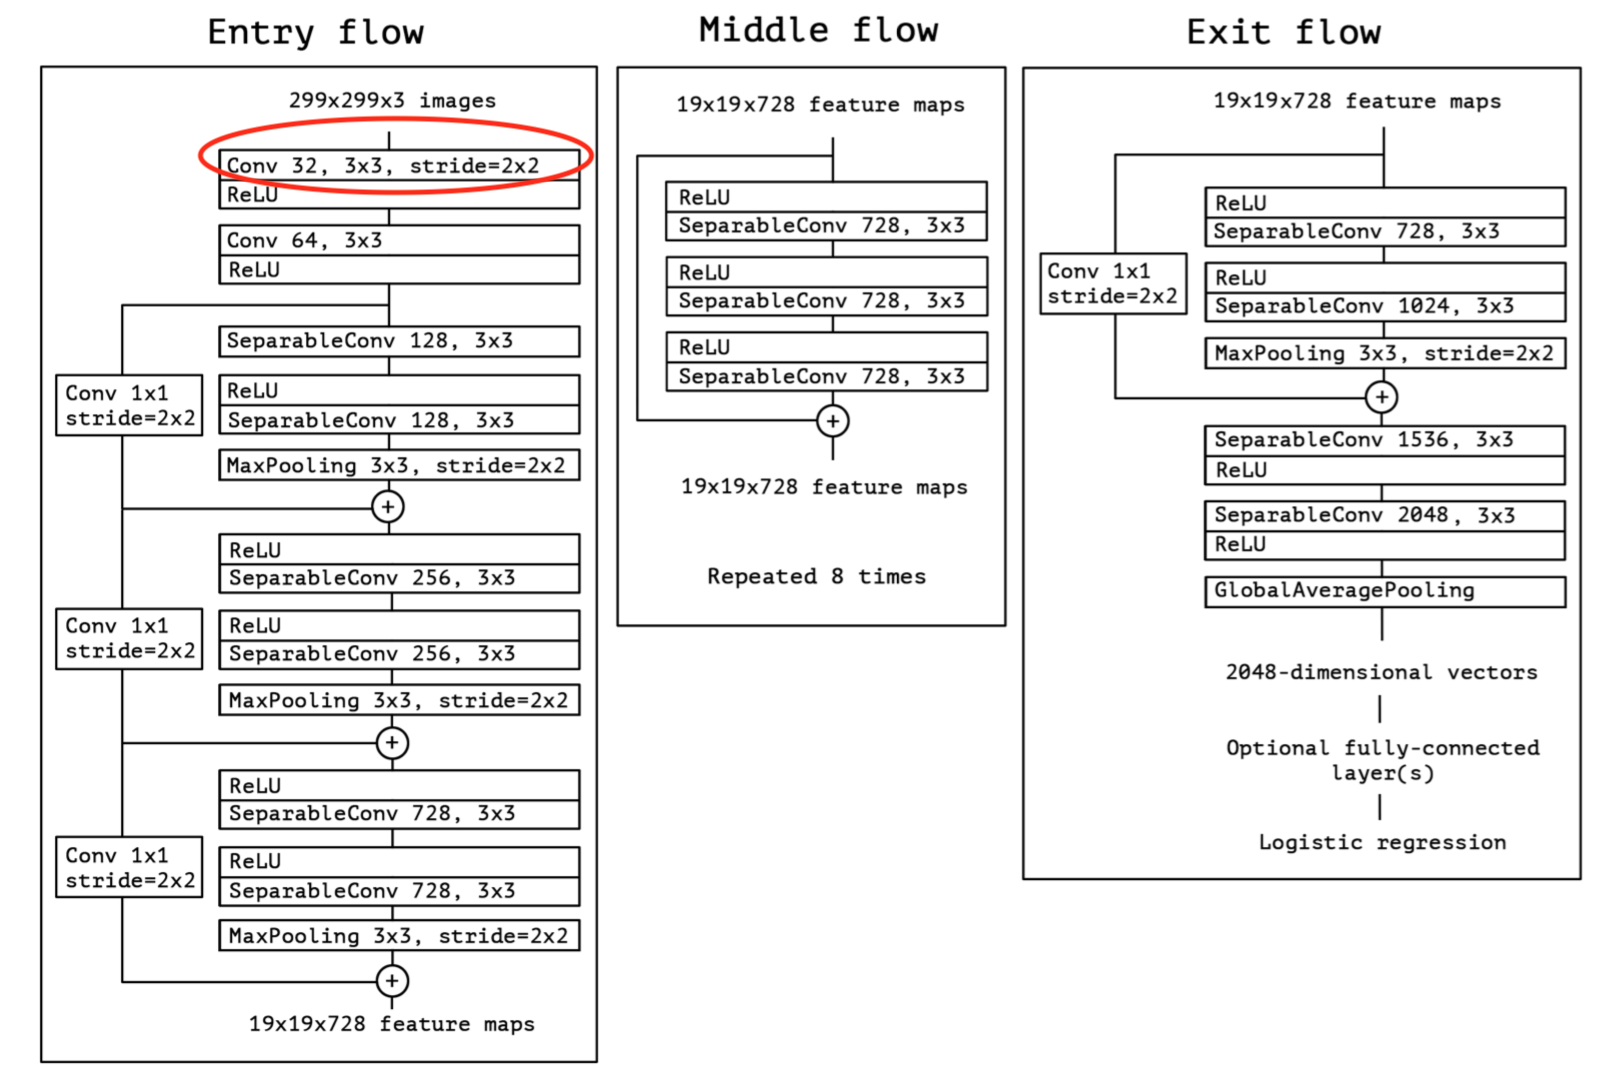 Entry flow
299x299x3 images
Conv 32, 3x3, stride=2x2
ReLU
Conv 64, 3x3
ReLU
SeparableConv 128, 3x3
Conv 1x1
stride=2x2
ReLU
SeparableConv 128, 3x3
MaxPooling 3x3, stride=2x2
+
ReLU
SeparableConv 256, 3x3
Conv 1x1
stride=2x2
ReLU
SeparableConv 256, 3x3
MaxPooling 3x3, stride=2x2
+
ReLU
SeparableConv 728, 3x3
Conv 1x1
stride=2x2
ReLU
SeparableConv 728, 3x3
MaxPooling 3x3, stride=2x2
+
19x19x728 feature maps
Middle flow
19x19x728 feature maps
ReLU
SeparableConv 728, 3x3
ReLU
SeparableConv 728, 3x3
ReLU
SeparableConv 728, 3x3
+
19x19x728 feature maps
Repeated 8 times
Exit flow
19x19x728 feature maps
ReLU
SeparableConv 728, 3x3
Conv 1x1
stride=2x2
ReLU
SeparableConv 1024, 3x3
MaxPooling 3x3, stride=2x2
+
SeparableConv 1536, 3x3
ReLU
SeparableConv 2048, 3x3
ReLU
GlobalAveragePooling
2048-dimensional vectors
Optional fully-connected
layer(s)
Logistic regression